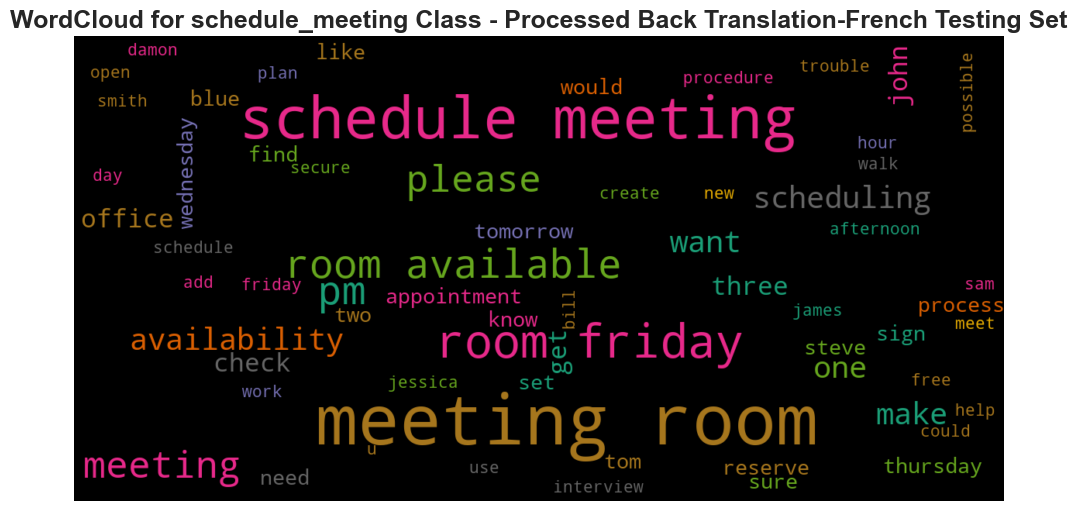 WordCloud for schedule_meeting Class - Processed Back Translation-French Testing Set
damon
like
open
plan
procedure
trouble
john
possible
smith
blue
would
schedule meeting
wednesday
find
secure
hour
walk
day
please
create
new
scheduling
office
tomorrow
want
afternoon
schedule
room available
add
friday
pm
appointment
three
sam
two
know
bill
james
process
meet
availability
room friday
get
sign
check
steve
one
work
jessica
set
free
meeting room
make
help
could
u
meeting
need
use
tom
reserve
thursday
interview
sure